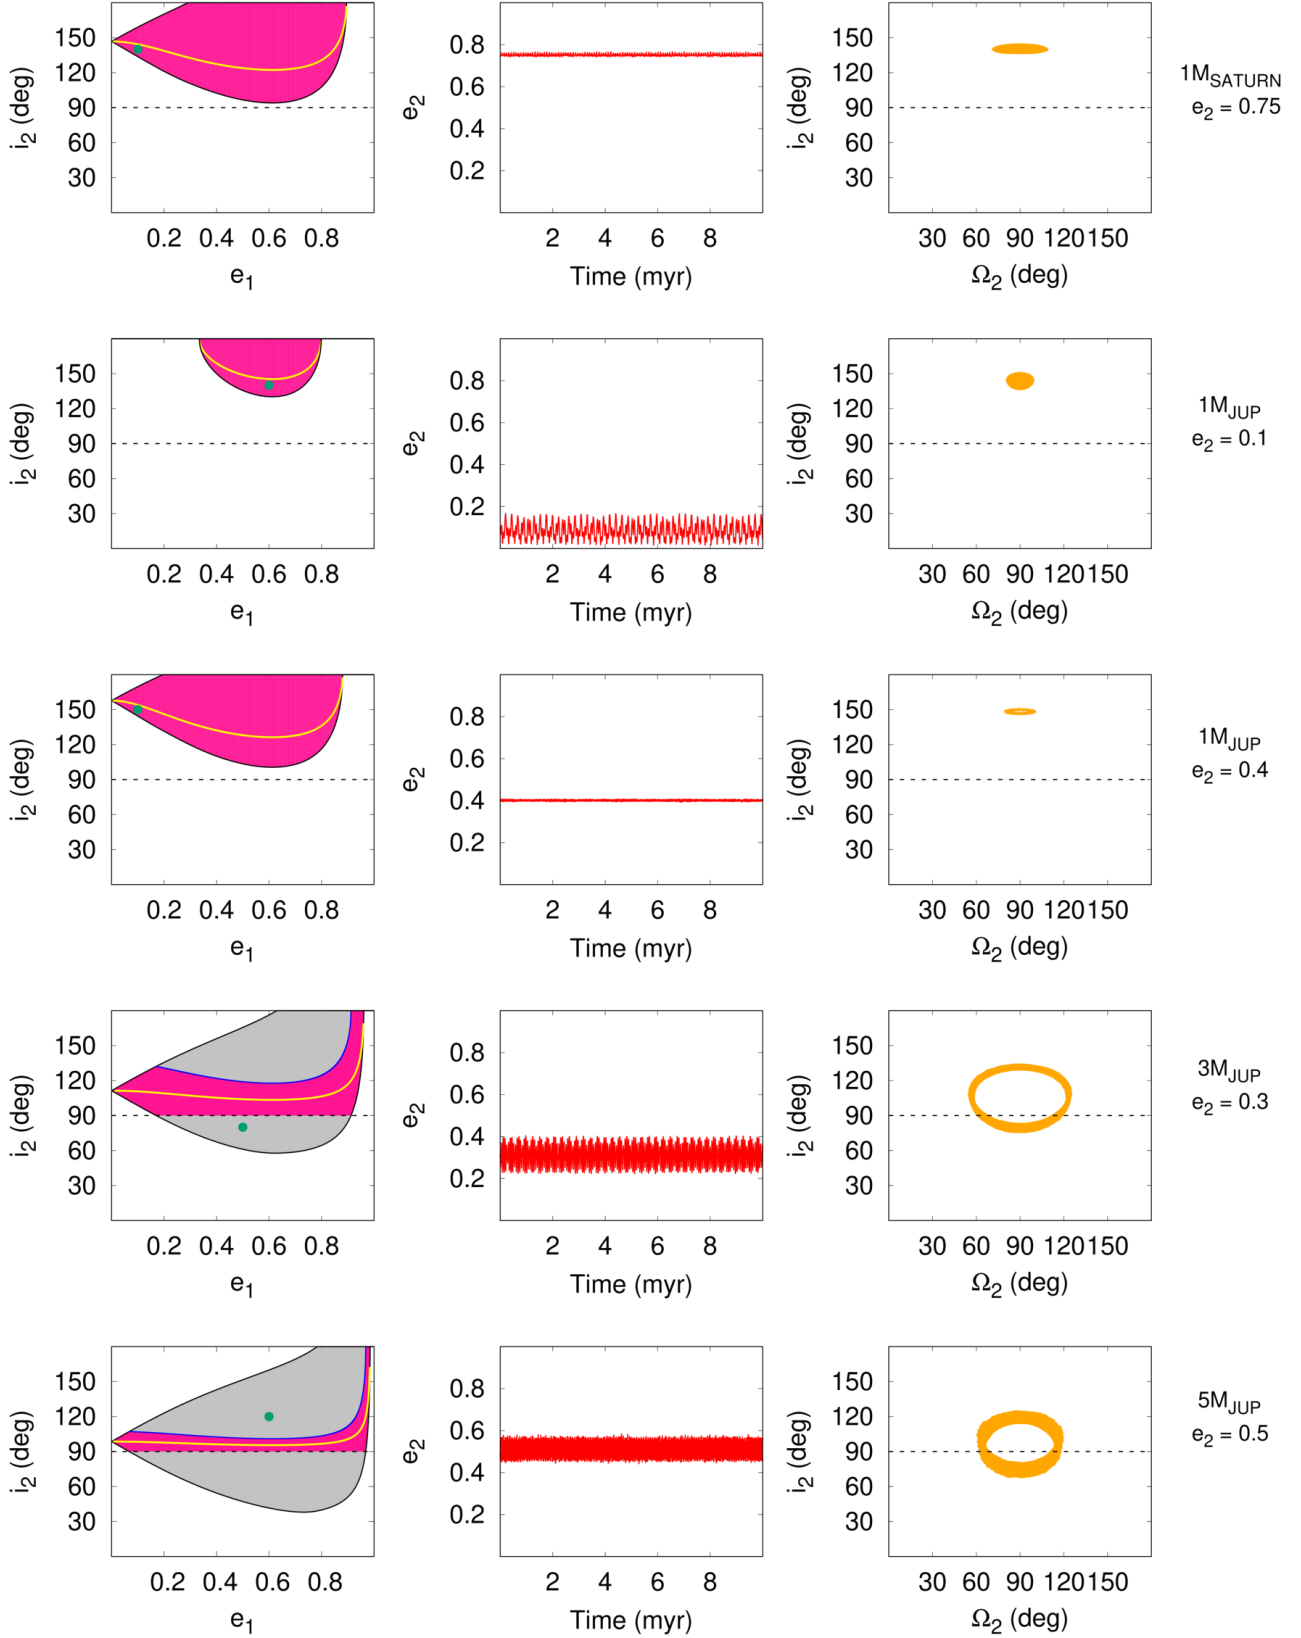 150
120
90
60
30
i₂ (deg)
0.2 0.4 0.6 0.8
e₁
0.8
0.6
0.4
0.2
e₂
2 4 6 8
Time (myr)
150
120
90
60
30
i₂ (deg)
30 60 90 120 150
Ω₂ (deg)
1M_SATURN
e₂ = 0.75
150
120
90
60
30
i₂ (deg)
0.2 0.4 0.6 0.8
e₁
0.8
0.6
0.4
0.2
e₂
2 4 6 8
Time (myr)
150
120
90
60
30
i₂ (deg)
30 60 90 120 150
Ω₂ (deg)
1M_JUP
e₂ = 0.1
150
120
90
60
30
i₂ (deg)
0.2 0.4 0.6 0.8
e₁
0.8
0.6
0.4
0.2
e₂
2 4 6 8
Time (myr)
150
120
90
60
30
i₂ (deg)
30 60 90 120 150
Ω₂ (deg)
1M_JUP
e₂ = 0.4
150
120
90
60
30
i₂ (deg)
0.2 0.4 0.6 0.8
e₁
0.8
0.6
0.4
0.2
e₂
2 4 6 8
Time (myr)
150
120
90
60
30
i₂ (deg)
30 60 90 120 150
Ω₂ (deg)
3M_JUP
e₂ = 0.3
150
120
90
60
30
i₂ (deg)
0.2 0.4 0.6 0.8
e₁
0.8
0.6
0.4
0.2
e₂
2 4 6 8
Time (myr)
150
120
90
60
30
i₂ (deg)
30 60 90 120 150
Ω₂ (deg)
5M_JUP
e₂ = 0.5